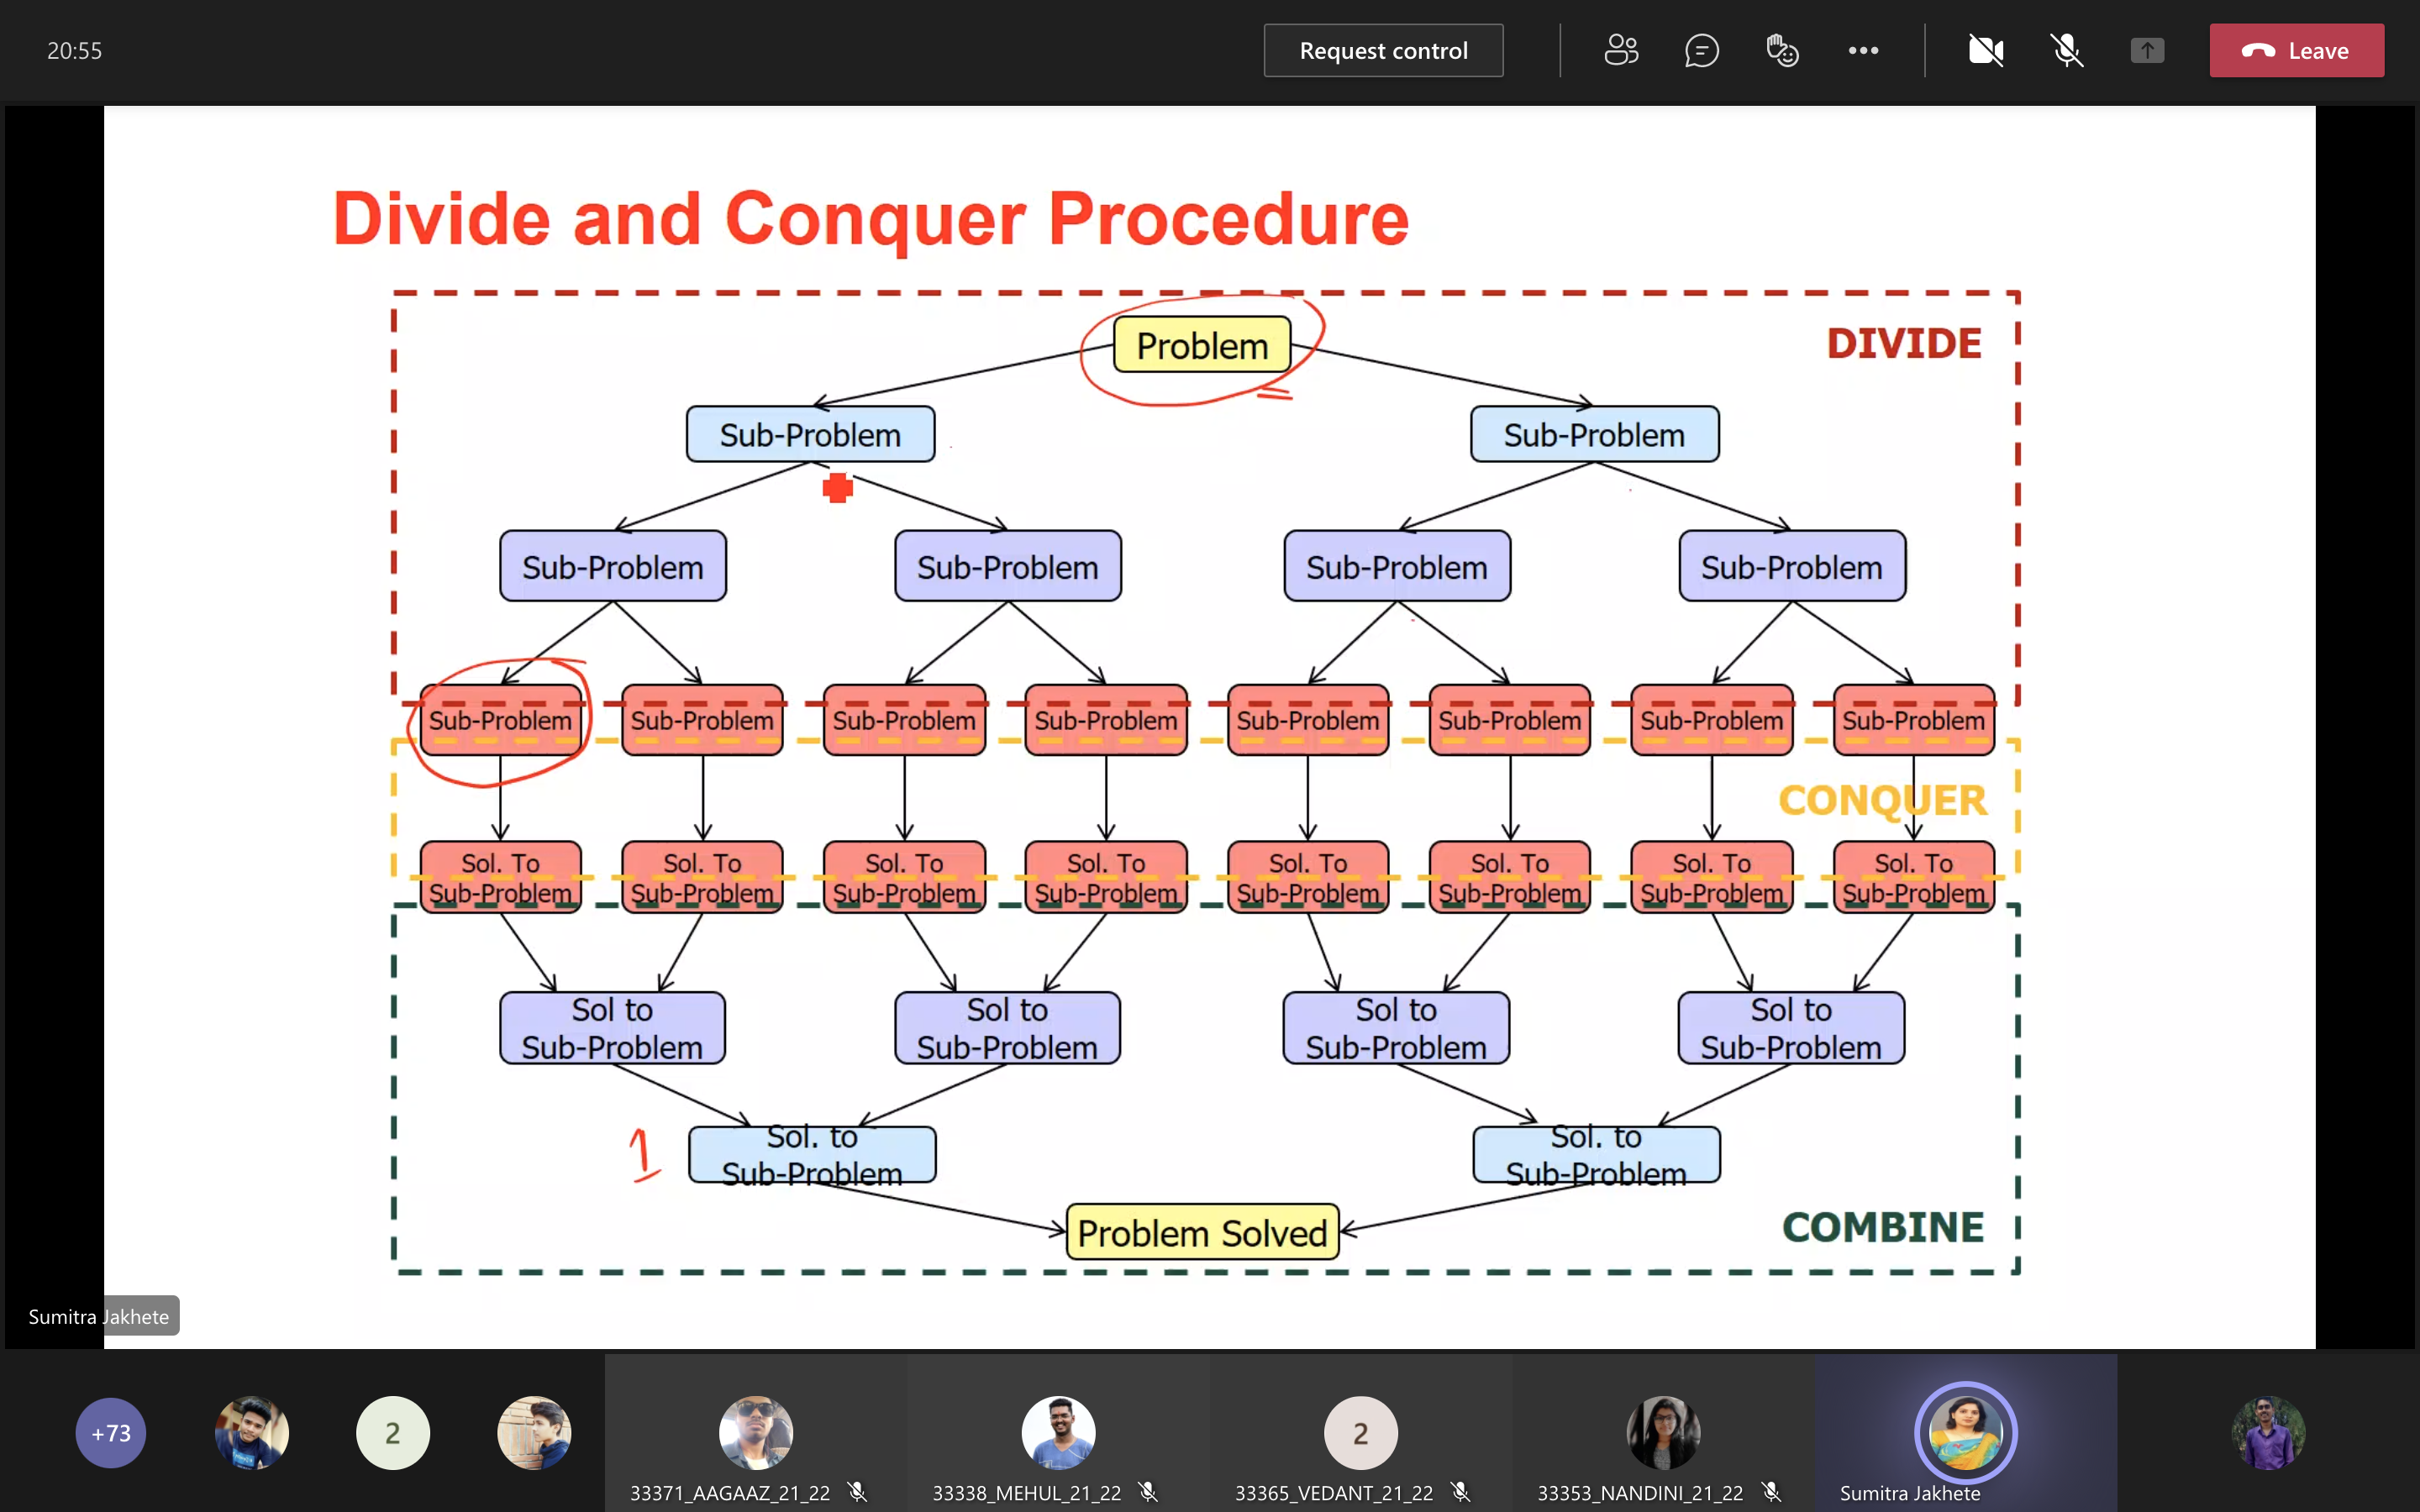 20:55
Request control
Leave
Divide and Conquer Procedure
Problem
DIVIDE
Sub-Problem Sub-Problem
Sub-Problem Sub-Problem Sub-Problem Sub-Problem
Sub-Problem Sub-Problem Sub-Problem Sub-Problem Sub-Problem Sub-Problem Sub-Problem Sub-Problem
CONQUER
Sol. To Sol. To Sol. To Sol. To Sol. To Sol. To Sol. To Sol. To
Sub-Problem Sub-Problem Sub-Problem Sub-Problem Sub-Problem Sub-Problem Sub-Problem Sub-Problem
Sol to Sol to Sol to Sol to
Sub-Problem Sub-Problem Sub-Problem Sub-Problem
1
Sol. to Sol. to
Sub-Problem Sub-Problem
Problem Solved
COMBINE
Sumitra Jakhete
+73
2
2
33371_AAGAAZ_21_22
33338_MEHUL_21_22
33365_VEDANT_21_22
33353_NANDINI_21_22
Sumitra Jakhete